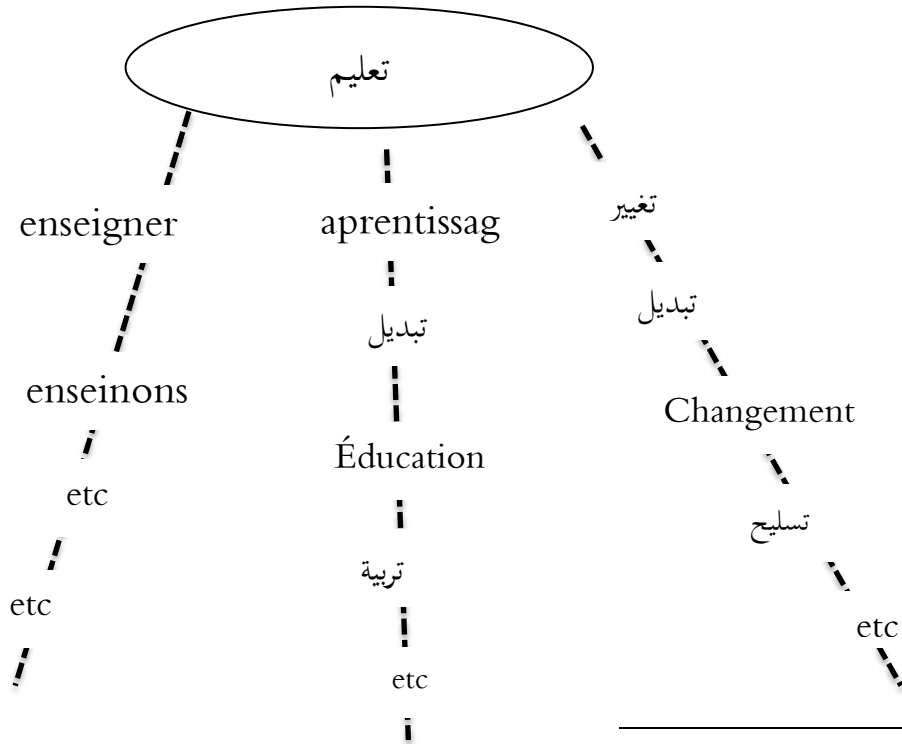 تعليم
enseigner
aprentissag
تغيير
تبديل
تبديل
enseinons
Changement
Éducation
etc
تسليح
تربية
etc
etc
etc